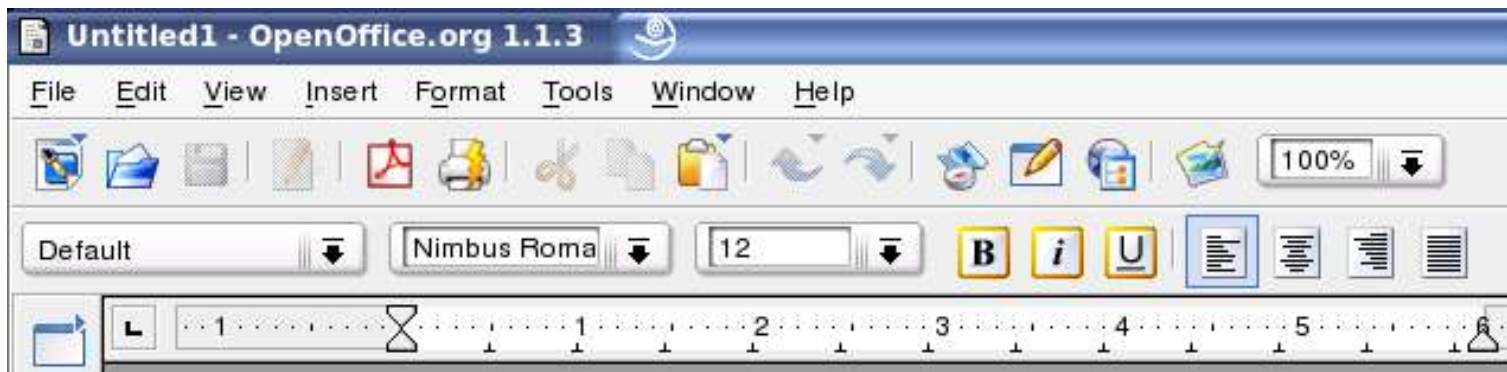 Untitled1 - OpenOffice.org 1.1.3
File Edit View Insert Format Tools Window Help
100%
Default Nimbus Roma 12 B i U
1 1 2 3 4 5 6